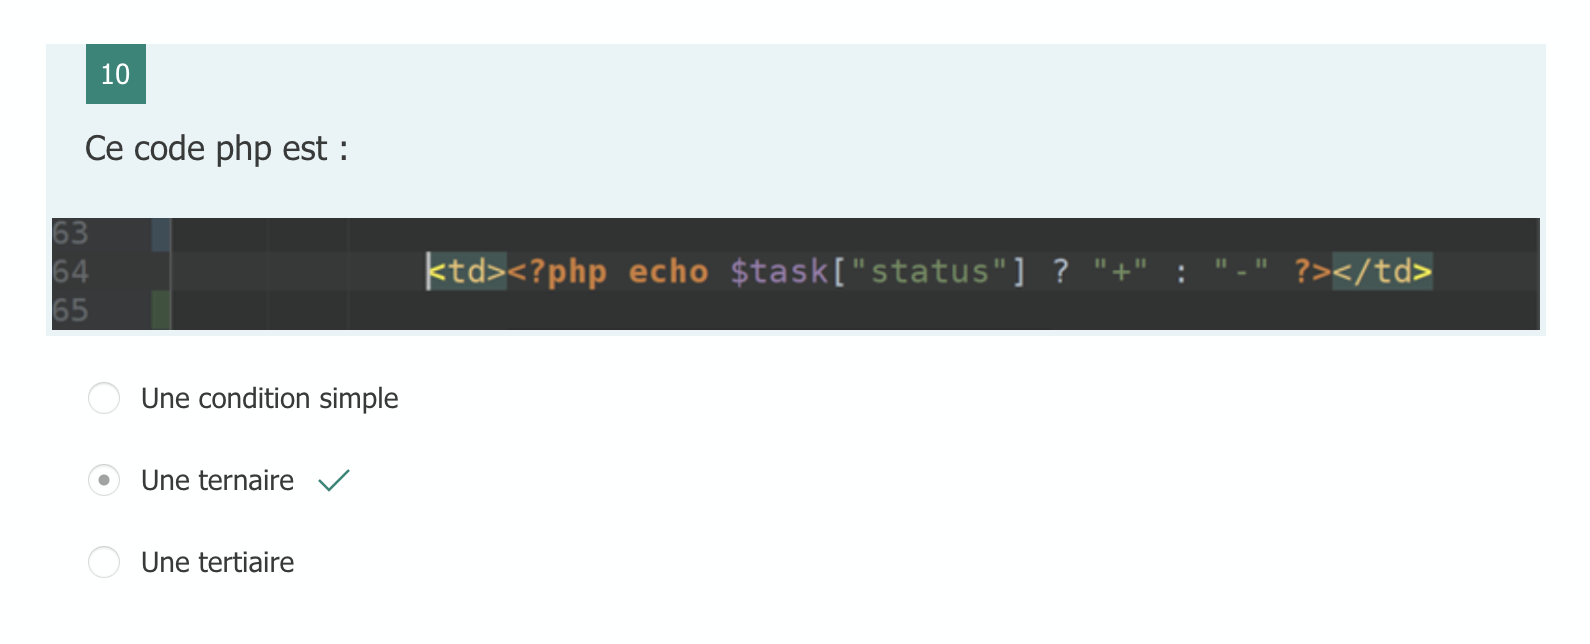 10
Ce code php est :
63
64 <td><?php echo $task["status"] ? "+" : "-" ?></td>
65
Une condition simple
Une ternaire
Une tertiaire